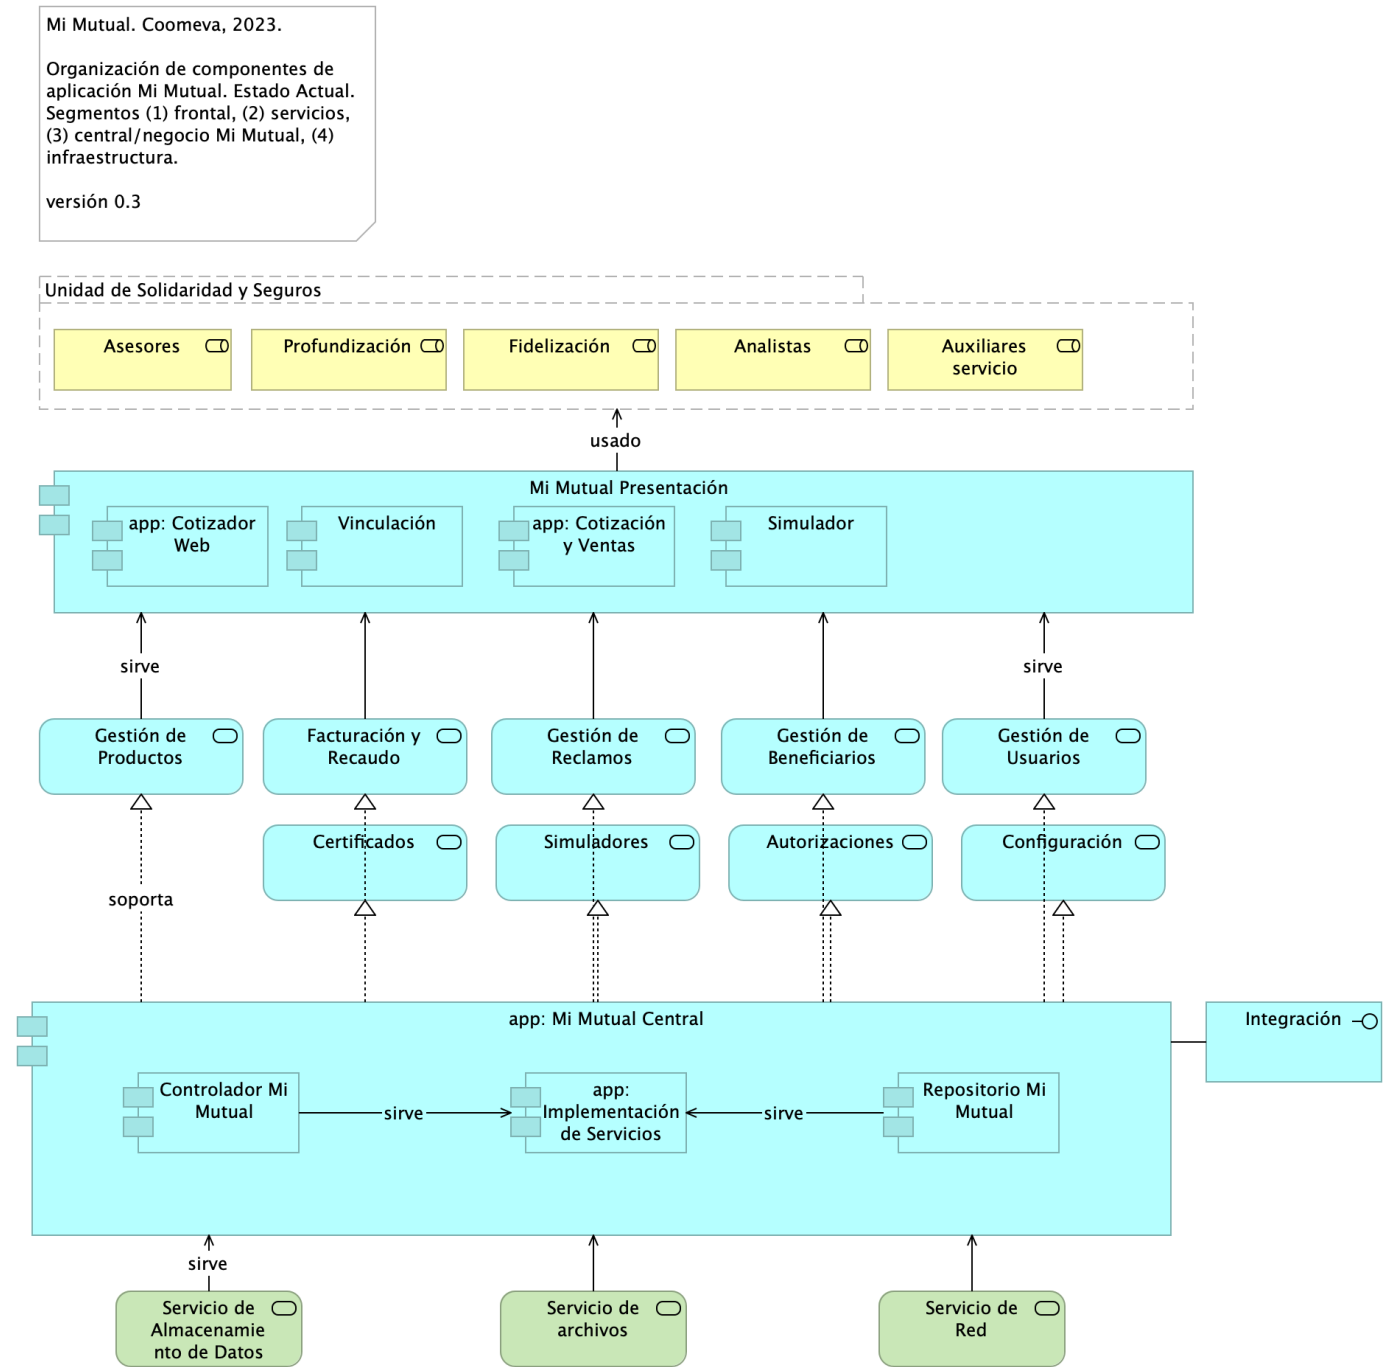 Mi Mutual. Coomeva, 2023.
Organización de componentes de
aplicación Mi Mutual. Estado Actual.
Segmentos (1) frontal, (2) servicios,
(3) central/negocio Mi Mutual, (4)
infraestructura.
versión 0.3
Unidad de Solidaridad y Seguros
Asesores
Profundización
Fidelización
Analistas
Auxiliares
servicio
usado
Mi Mutual Presentación
app: Cotizador
Web
Vinculación
app: Cotización
y Ventas
Simulador
sirve
sirve
Gestión de
Productos
Facturación y
Recaudo
Gestión de
Reclamos
Gestión de
Beneficiarios
Gestión de
Usuarios
Certificados
Simuladores
Autorizaciones
Configuración
soporta
app: Mi Mutual Central
Integración
Controlador Mi
Mutual
sirve
app:
Implementación
de Servicios
sirve
Repositorio Mi
Mutual
sirve
Servicio de
Almacenamie
nto de Datos
Servicio de
archivos
Servicio de
Red